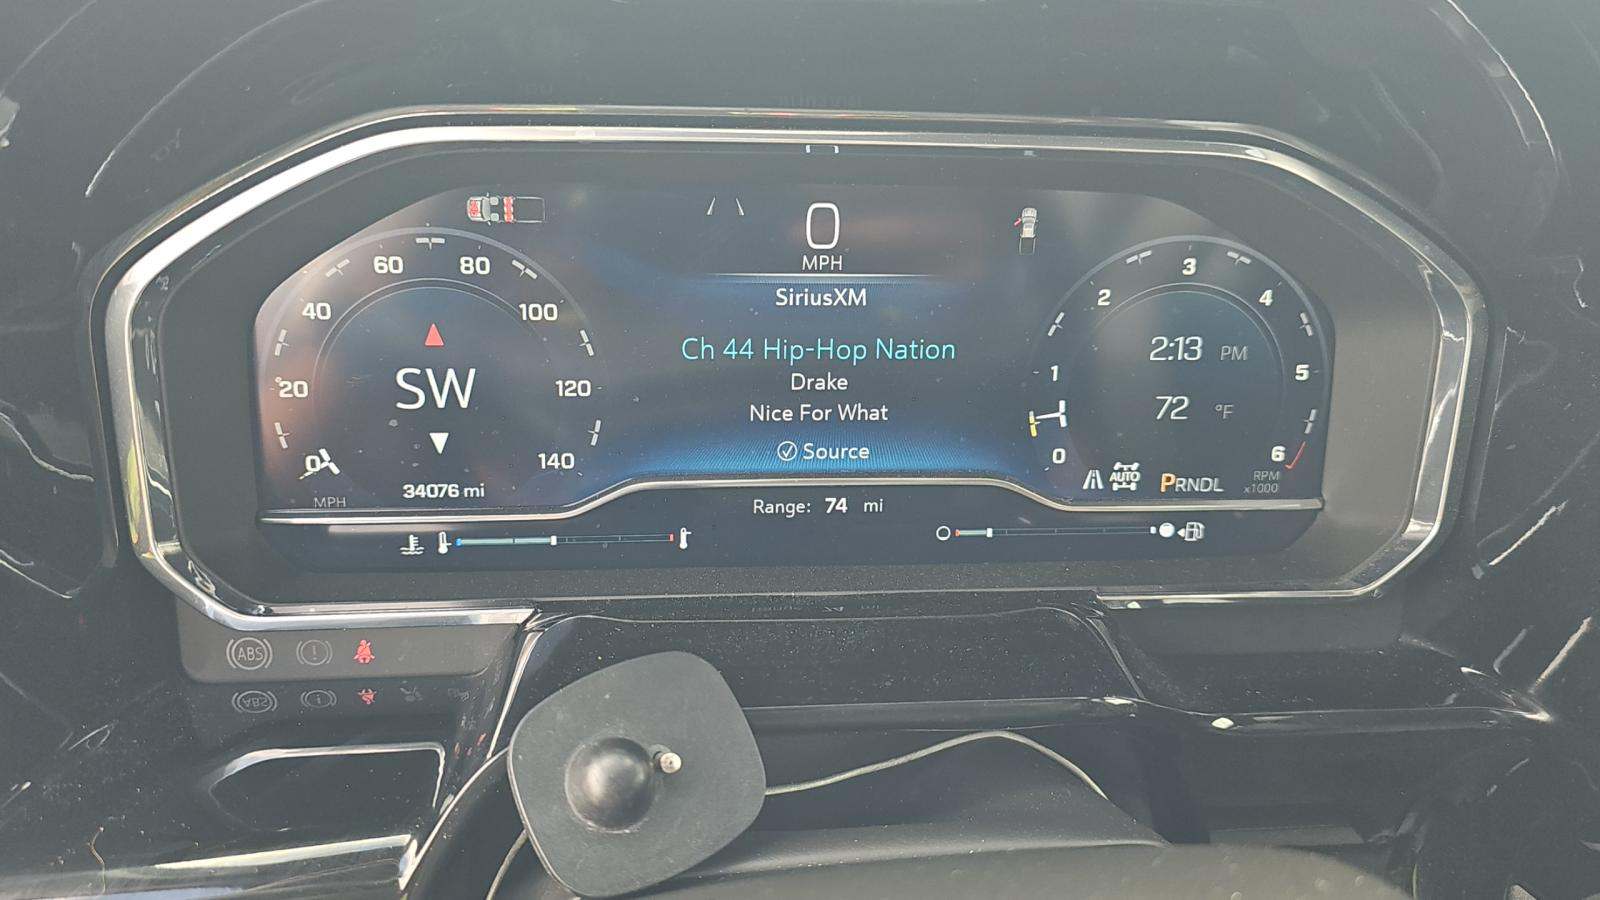 0
MPH
SiriusXM
Ch 44 Hip-Hop Nation
Drake
Nice For What
Source
0
20
40
60
80
100
120
140
MPH
SW
34076 mi
0
1
2
3
4
5
6
RPM
x1000
2:13 PM
72 °F
AUTO
PRNDL
Range: 74 mi
ABS